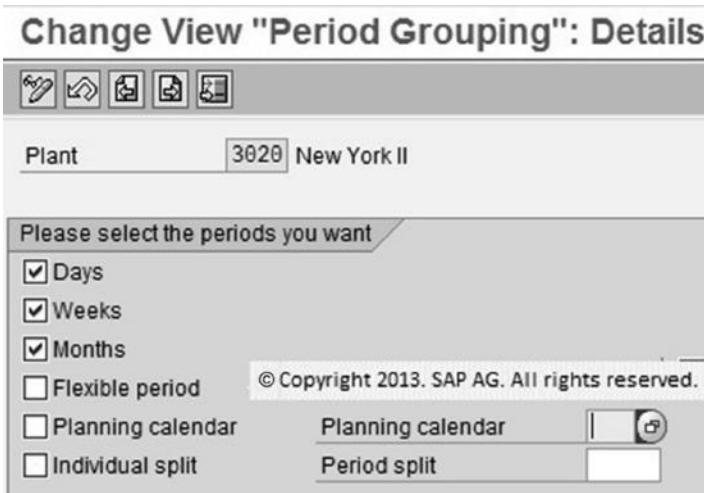 Change View "Period Grouping": Details
Plant 3020 New York II
Please select the periods you want
Days
Weeks
Months
Flexible period
© Copyright 2013. SAP AG. All rights reserved.
Planning calendar Planning calendar
Individual split Period split